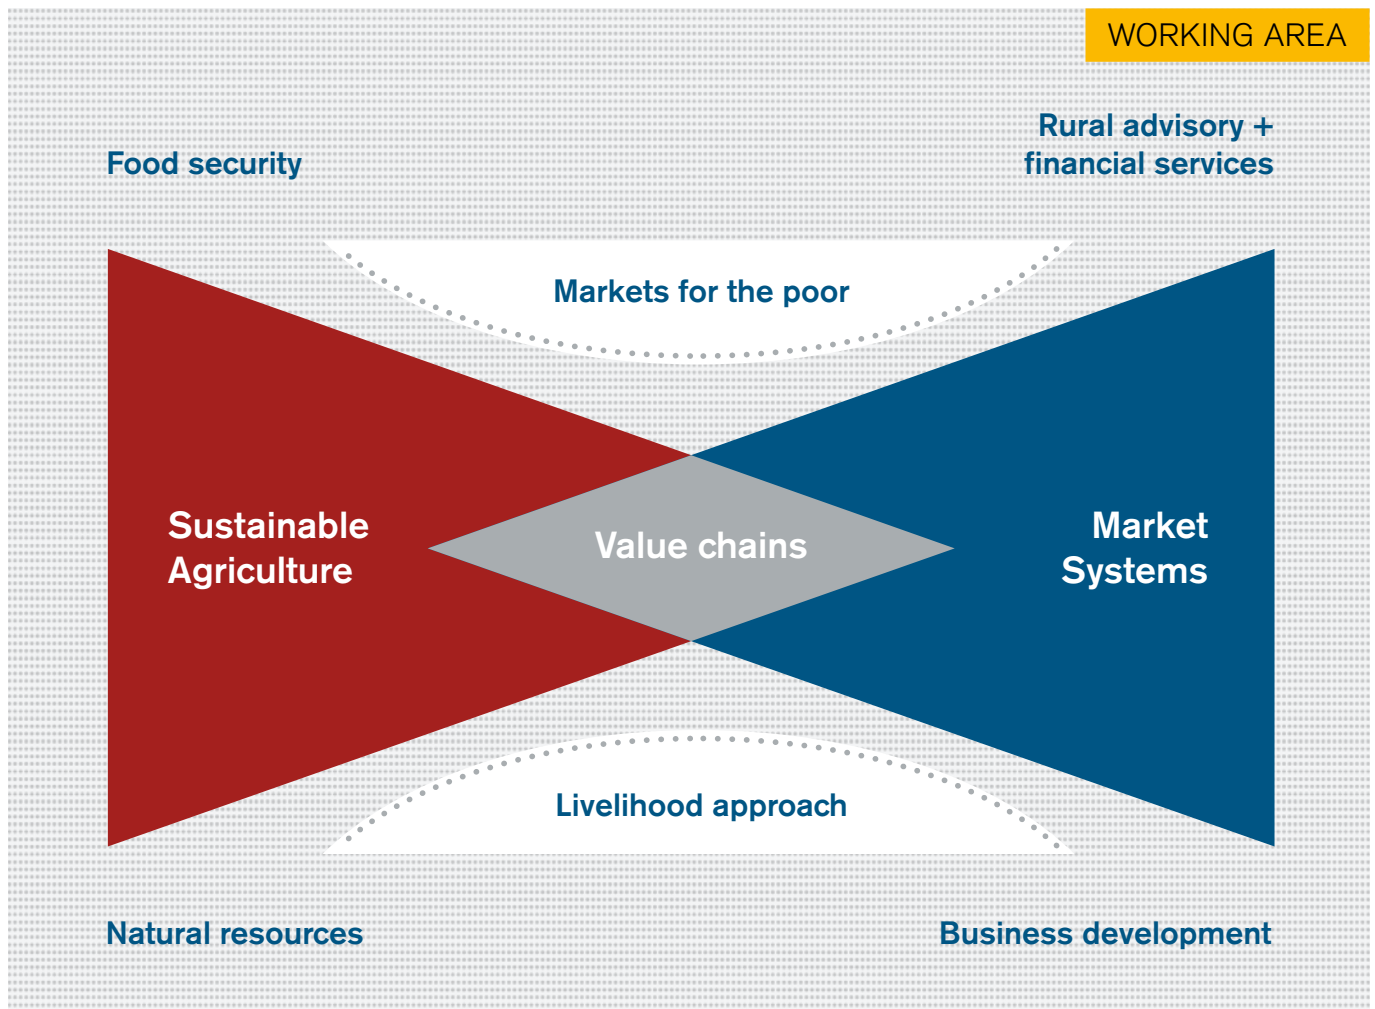 WORKING AREA
Rural advisory +
financial services
Food security
Markets for the poor
Sustainable
Agriculture
Value chains
Market
Systems
Livelihood approach
Natural resources
Business development